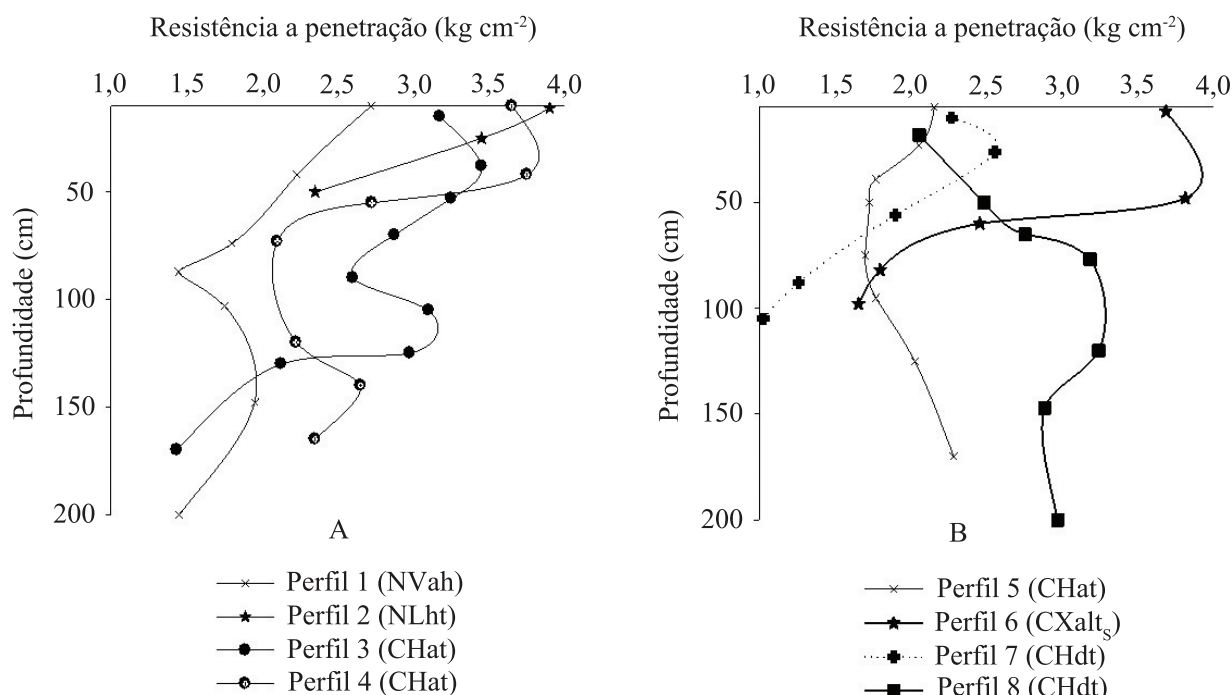 Resistência a penetração (kg cm-2)
1,0 1,5 2,0 2,5 3,0 3,5 4,0
Profundidade (cm)
50
100
150
200
A
Perfil 1 (NVah)
Perfil 2 (NLht)
Perfil 3 (CHat)
Perfil 4 (CHat)
Resistência a penetração (kg cm-2)
1,0 1,5 2,0 2,5 3,0 3,5 4,0
Profundidade (cm)
50
100
150
200
B
Perfil 5 (CHat)
Perfil 6 (CXaltS)
Perfil 7 (CHdt)
Perfil 8 (CHdt)